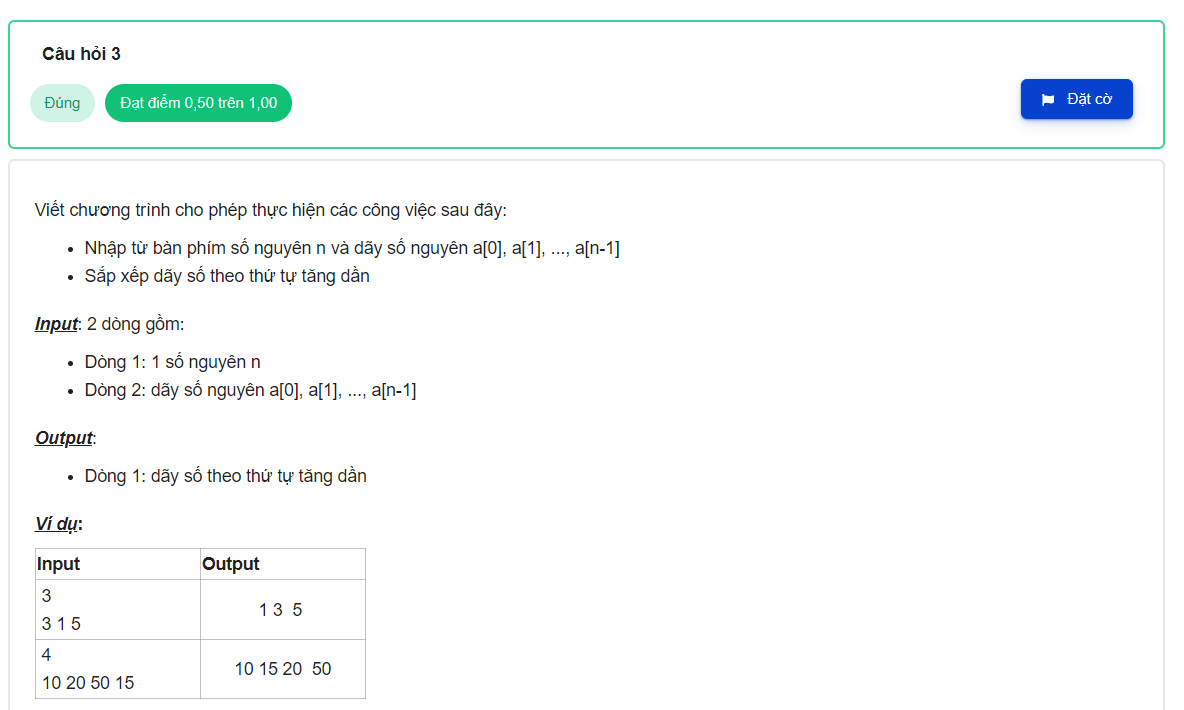 Câu hỏi 3
Đúng
Đạt điểm 0,50 trên 1,00
Đặt cờ
Viết chương trình cho phép thực hiện các công việc sau đây:
Nhập từ bàn phím số nguyên n và dãy số nguyên a[0], a[1], ..., a[n-1]
Sắp xếp dãy số theo thứ tự tăng dần
Input: 2 dòng gồm:
Dòng 1: 1 số nguyên n
Dòng 2: dãy số nguyên a[0], a[1], ..., a[n-1]
Output:
Dòng 1: dãy số theo thứ tự tăng dần
Ví dụ:
Input Output
3
3 1 5
1 3  5
4
10 20 50 15
10 15 20  50